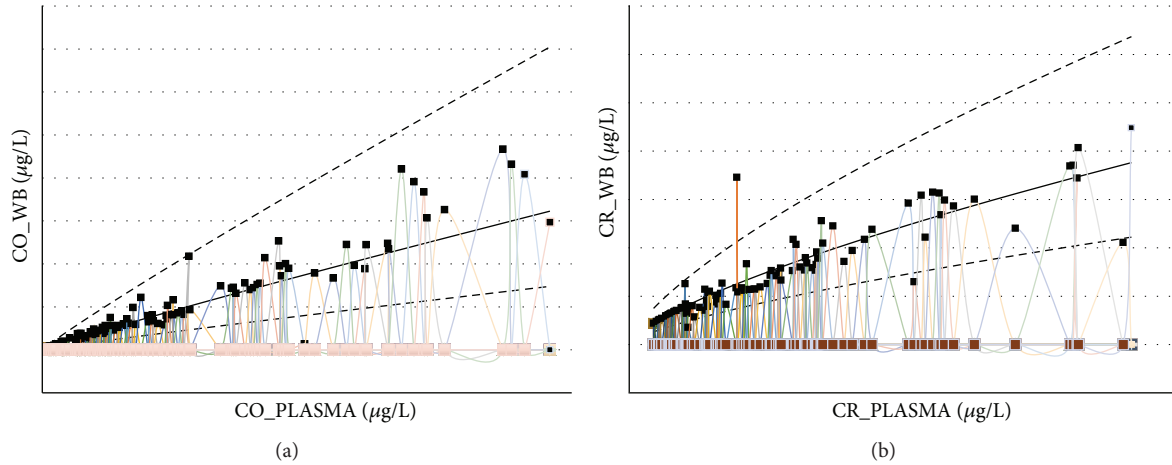 CO_WB (μg/L)
CO_PLASMA (μg/L)
(a)
CR_WB (μg/L)
CR_PLASMA (μg/L)
(b)